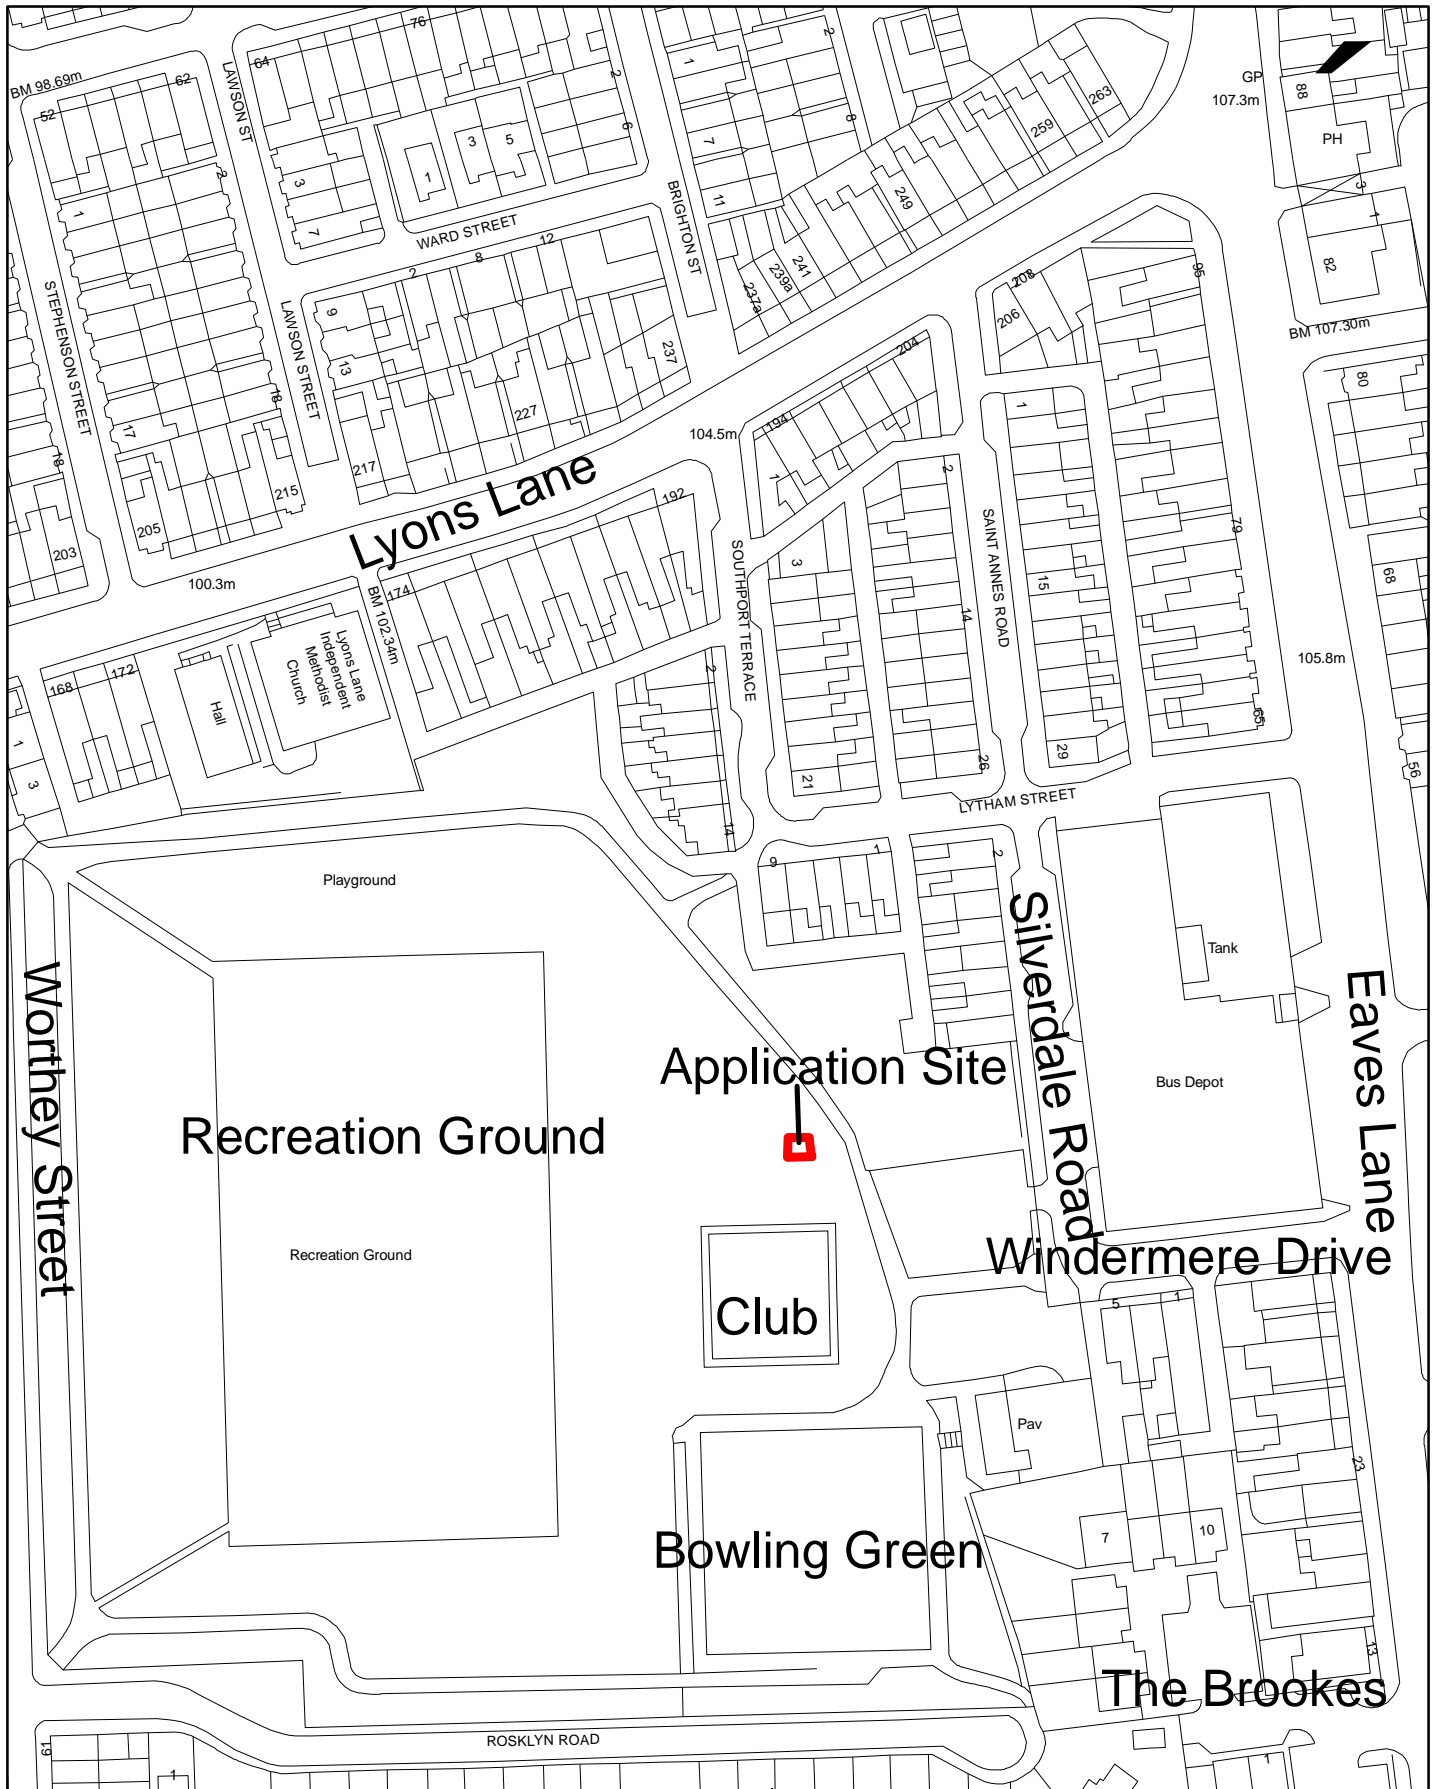 76
64
BM 98.69m
62
52
LAWSON ST
2
1
2
GP
107.3m
88
263
259
PH
3
5
6
7
8
1
3
2
1
7
11
BRIGHTON ST
249
3
1
WARD STREET
12
8
2
241
239a
237a
95
82
208
206
BM 107.30m
STEPHENSON STREET
LAWSON STREET
9
13
237
204
80
18
17
227
194
1
104.5m
217
Lyons Lane
1
2
18
215
205
203
192
SOUTHPORT TERRACE
3
SAINT ANNES ROAD
15
79
68
100.3m
174
BM 102.34m
14
Lyons Lane
Independent
Methodist
Church
Hall
168
172
2
105.8m
65
1
3
21
26
29
56
LYTHAM STREET
14
9
1
2
Playground
Silverdale Road
Tank
Worthey Street
Eaves Lane
Application Site
Bus Depot
Recreation Ground
Recreation Ground
Windermere Drive
Club
5
1
Pav
23
Bowling Green
7
10
13
The Brookes
ROSKLYN ROAD
61
1
1